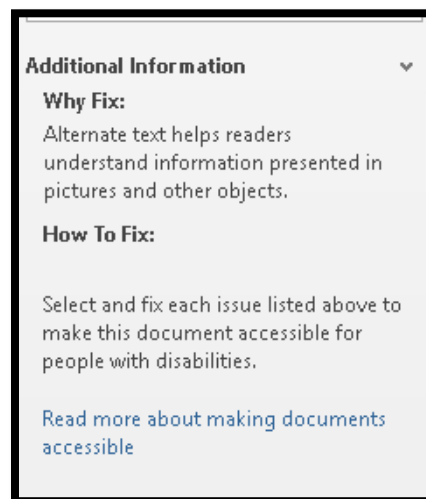 Additional Information
Why Fix:
Alternate text helps readers
understand information presented in
pictures and other objects.
How To Fix:
Select and fix each issue listed above to
make this document accessible for
people with disabilities.
Read more about making documents
accessible